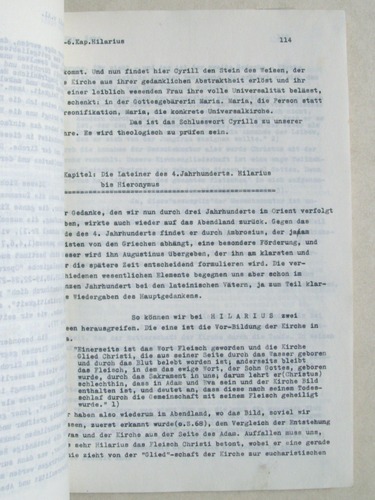 -6.Kap.Hilarius 114
kommt. Und nun findet hier Cyrill den Stein des Weisen, der
Kirche aus ihrer gedanklichen Abstraktheit erlöst und ihr
einer leiblich wesenden Frau ihre volle Universalität belässt,
schenkt: in der Gottesgebärerin Maria. Maria, die Person statt
ersonifikation, Maria, die konkrete Universalkirche.
Das ist das Schlusswort Cyrills zu unserer
. Es wird theologisch zu prüfen sein.
Kapitel: Die Lateiner des 4.Jahrhunderts. Hilarius
bis Hieronymus
er Gedanke, den wir nun durch drei Jahrhunderte im Orient verfolgt
ben, wirkte auch wieder auf das Abendland zurück. Gegen das
de des 4. Jahrhunderts findet er durch Ambrosius, der ja am
isten von den Griechen abhängt, eine besondere Förderung, und
eser wird ihn Augustinus übergeben, der ihn am klarsten und
r die spätere Zeit entscheidend formulieren wird. Die ver-
hiedenen wesentlichen Elemente begegnen uns aber schon im
nzen Jahrhundert bei den lateinischen Vätern, ja zum Teil klar-
e Wiedergaben des Hauptgedankens.
So können wir bei H I L A R I U S zwei
een herausgreifen. Die eine ist die Vor-Bildung der Kirche in
"Einerseits ist das Wort Fleisch geworden und die Kirche
Glied Christi, die aus seiner Seite durch das Wasser geboren
und durch das Blut belebt worden ist; anderseits bleibt
das Fleisch, in den das ewige Wort, der Sohn Gottes, geboren
wurde, durch das Sakrament in uns; darum lehrt er(Christus)
schlechthin, dass in Adam und Eva sein und der Kirche Bild
enthalten ist, und deutet an, dass diese nach seinem Todes-
schlaf durch die Gemeinschaft mit seinem Fleisch geheiligt
wurde." 1)
r haben also wiederum in Abendland, wo das Bild, soviel wir
ssen, zuerst erkannt wurde(s.S.68), den Vergleich der Entstehung
vas und der Kirche aus der Seite des Adam. Auffallen muss uns,
e sehr Hilarius das Fleisch Christi betont, wobei er eine gerade
ie zieht von der "Glied"-schaft der Kirche zur eucharistischen